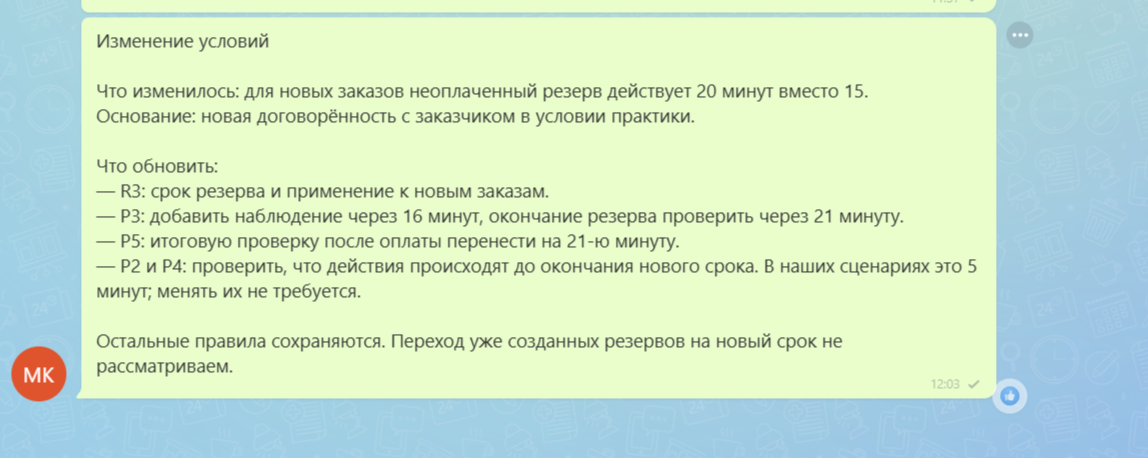 Изменение условий
Что изменилось: для новых заказов неоплаченный резерв действует 20 минут вместо 15.
Основание: новая договорённость с заказчиком в условии практики.
Что обновить:
— R3: срок резерва и применение к новым заказам.
— P3: добавить наблюдение через 16 минут, окончание резерва проверить через 21 минуту.
— P5: итоговую проверку после оплаты перенести на 21-ю минуту.
— P2 и P4: проверить, что действия происходят до окончания нового срока. В наших сценариях это 5
минут; менять их не требуется.
Остальные правила сохраняются. Переход уже созданных резервов на новый срок не
рассматриваем.
МК
12:03